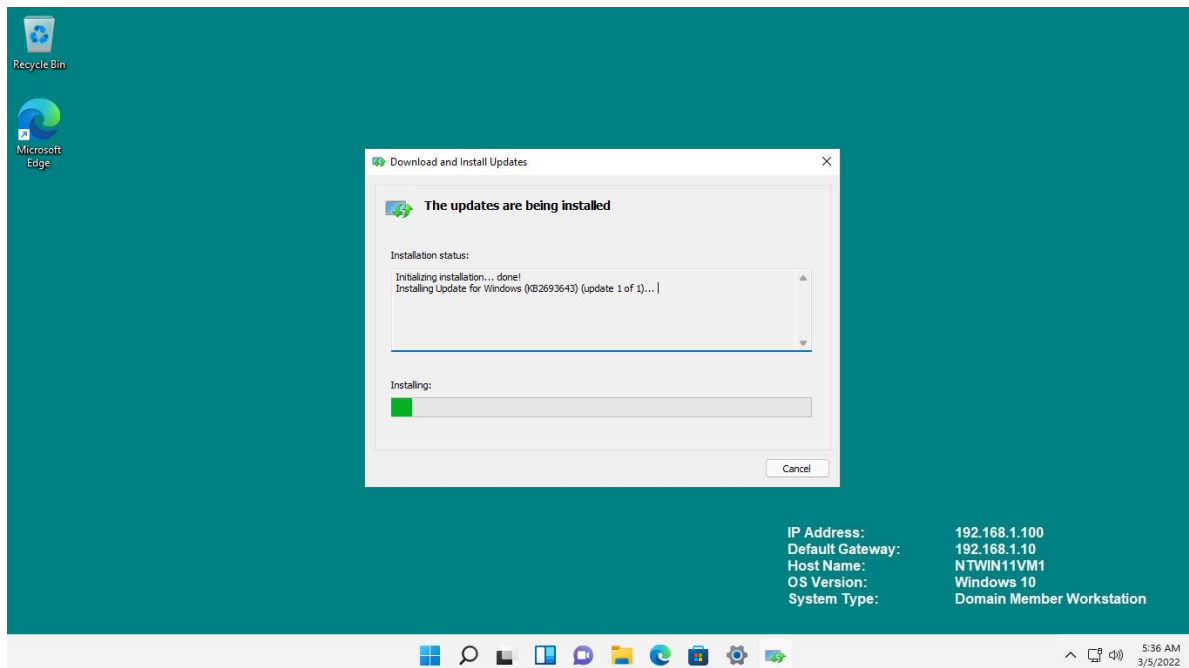 Recycle Bin
Microsoft
Edge
Download and Install Updates
The updates are being installed
Installation status:
Initializing installation... done!
Installing Update for Windows (KB2693643) (update 1 of 1)...
Installing:
Cancel
IP Address: 192.168.1.100
Default Gateway: 192.168.1.10
Host Name: NTWIN11VM1
OS Version: Windows 10
System Type: Domain Member Workstation
5:36 AM
3/5/2022